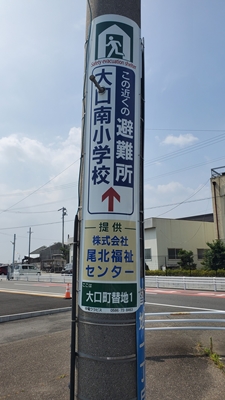 Safety evacuation shelter
この近くの避難所
大口南小学校
提供
株式会社
尾北福祉
センター
ここは
大口町替地1